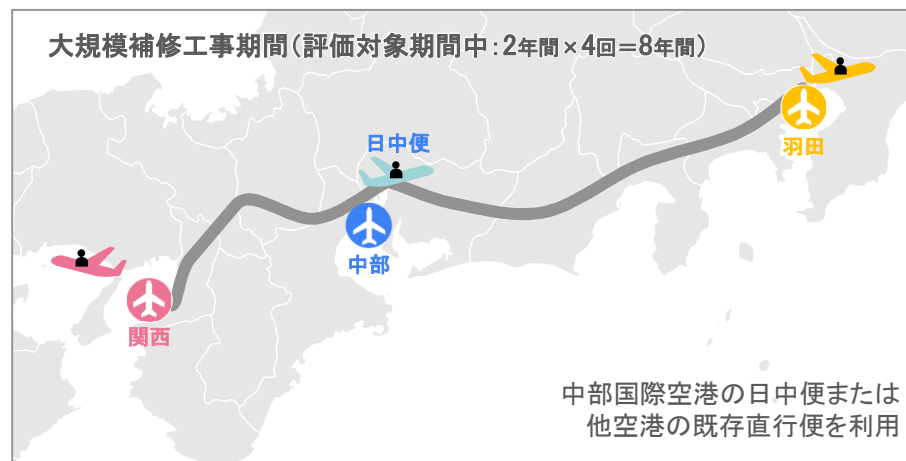 大規模補修工事期間（評価対象期間中：2年間×4回＝8年間）
日中便
羽田
中部
関西
中部国際空港の日中便または
他空港の既存直行便を利用